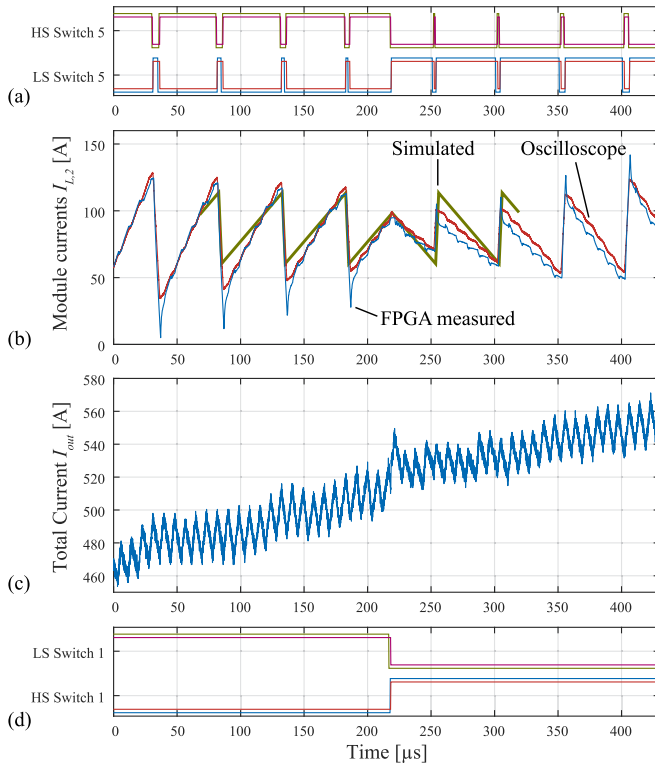 HS Switch 5
LS Switch 5
0 50 100 150 200 250 300 350 400
(a)
Module currents I_{L,2} [A]
150
100
50
0
Simulated
Oscilloscope
FPGA measured
0 50 100 150 200 250 300 350 400
(b)
Total Current I_{out} [A]
580
560
540
520
500
480
460
0 50 100 150 200 250 300 350 400
(c)
LS Switch 1
HS Switch 1
0 50 100 150 200 250 300 350 400
(d)
Time [µs]